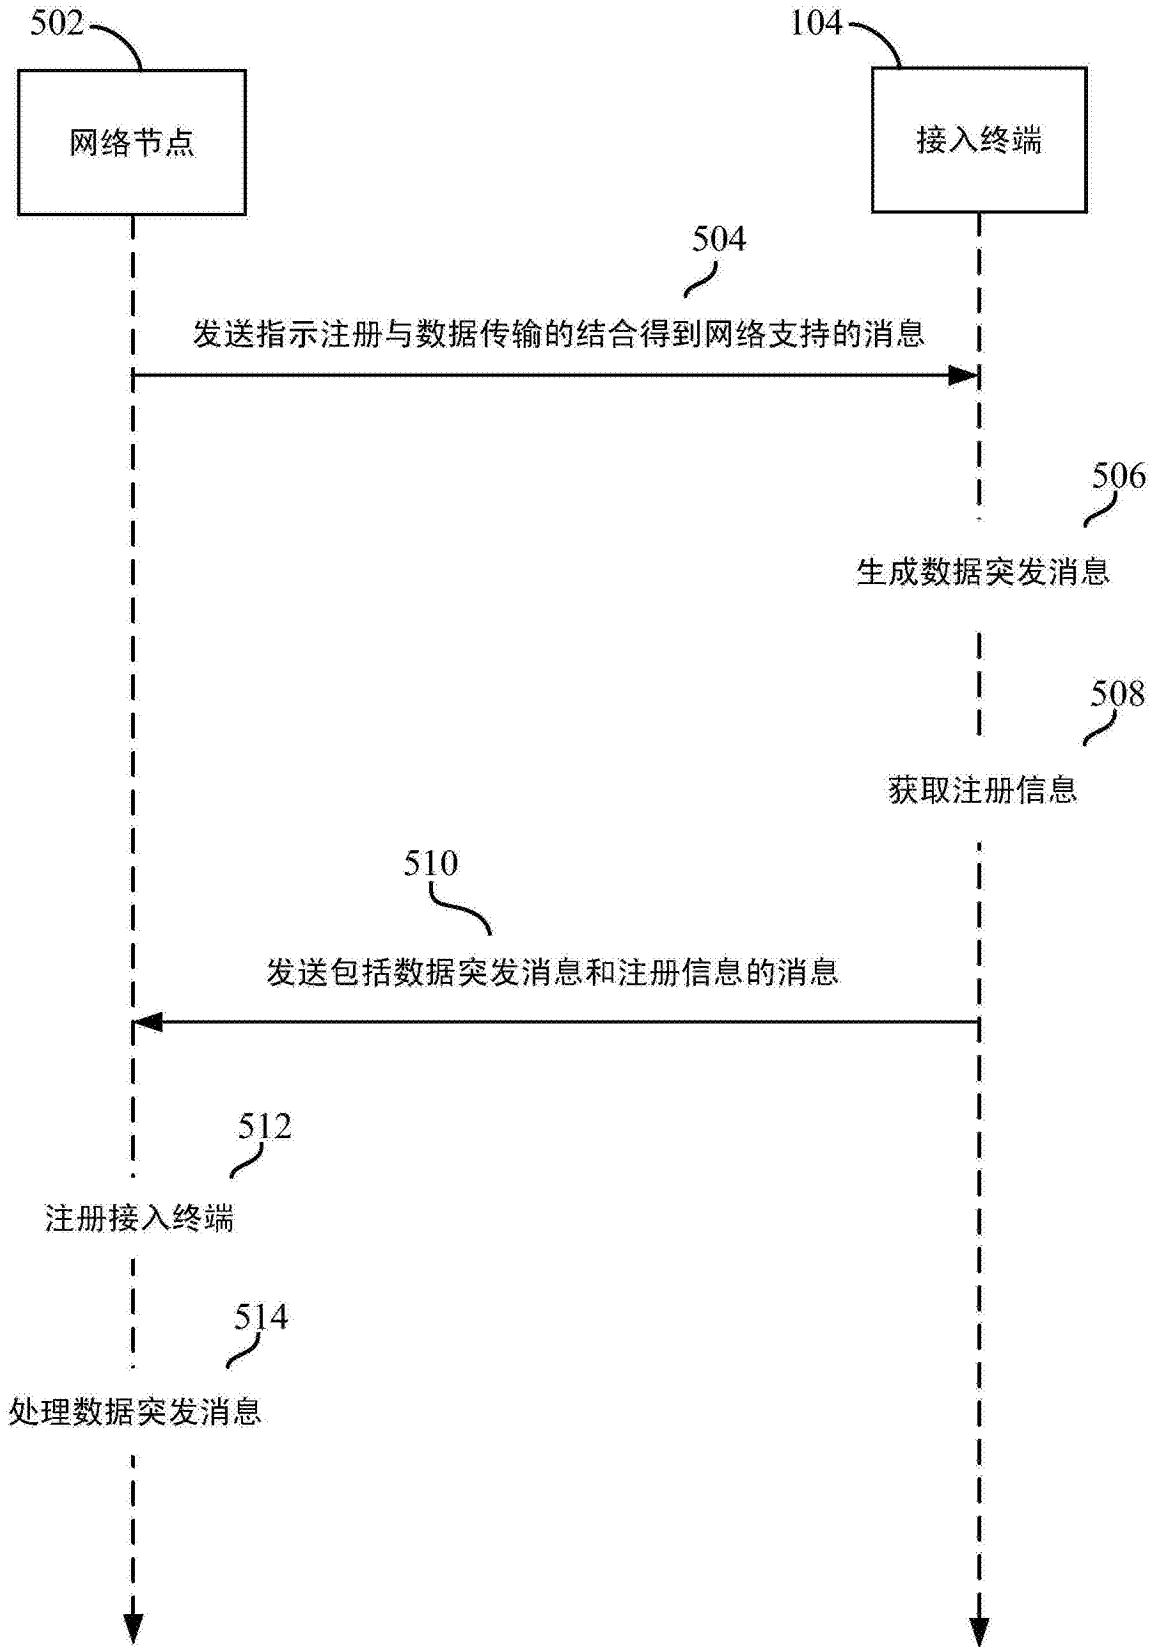 502
104
网络节点
接入终端
504
发送指示注册与数据传输的结合得到网络支持的消息
506
生成数据突发消息
508
获取注册信息
510
发送包括数据突发消息和注册信息的消息
512
注册接入终端
514
处理数据突发消息